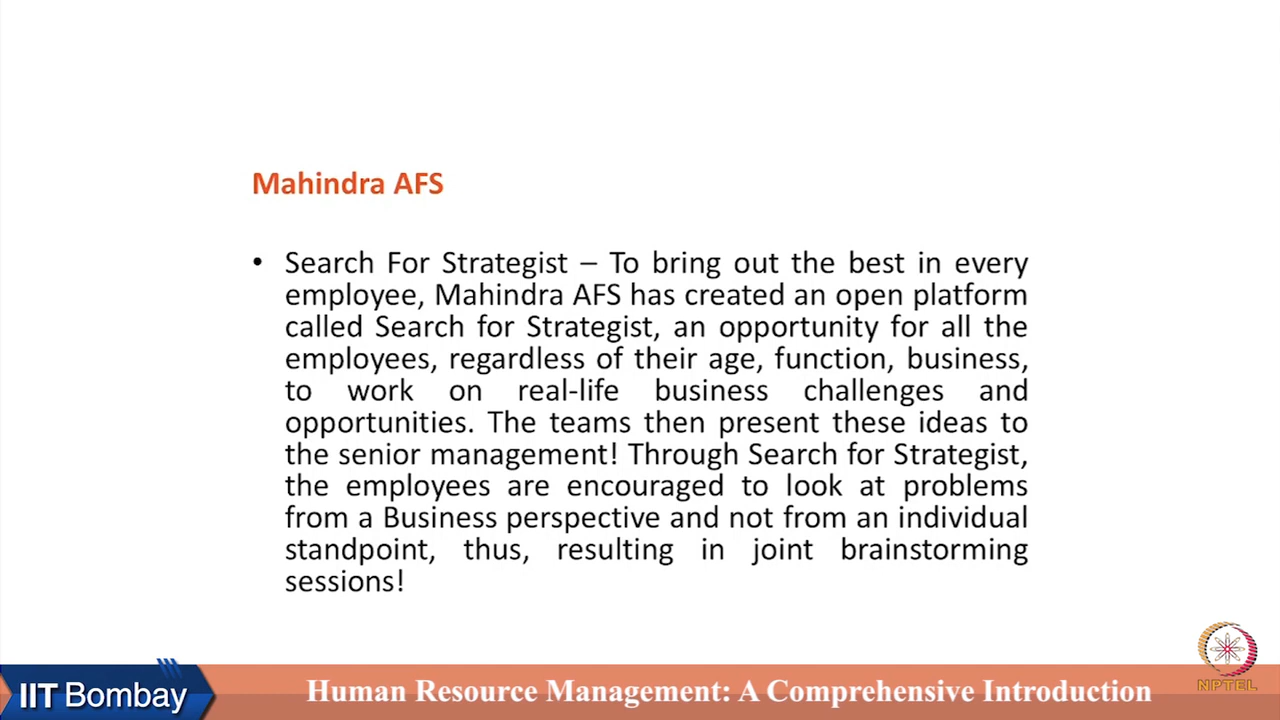 Mahindra AFS
• Search For Strategist – To bring out the best in every
employee, Mahindra AFS has created an open platform
called Search for Strategist, an opportunity for all the
employees, regardless of their age, function, business,
to work on real-life business challenges and
opportunities. The teams then present these ideas to
the senior management! Through Search for Strategist,
the employees are encouraged to look at problems
from a Business perspective and not from an individual
standpoint, thus, resulting in joint brainstorming
sessions!
NPTEL
IIT Bombay
Human Resource Management: A Comprehensive Introduction